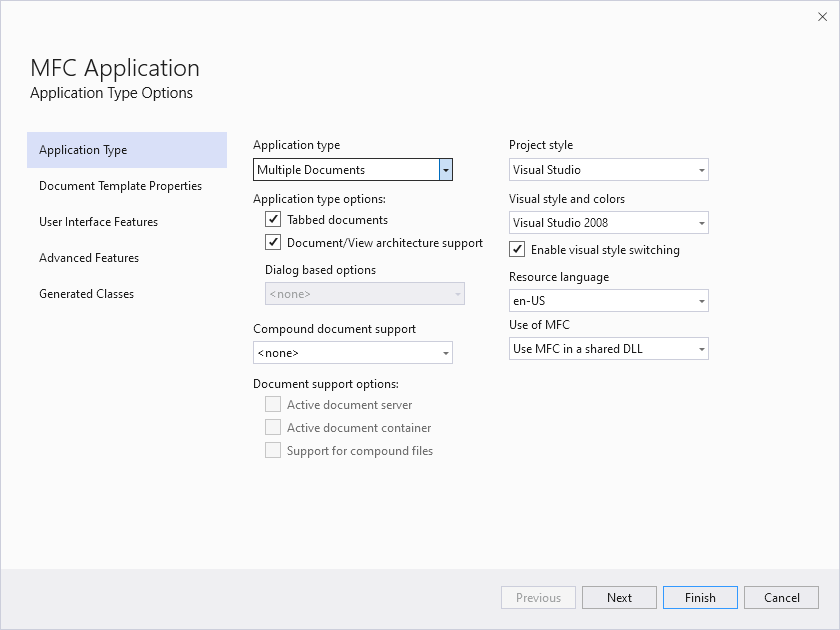 MFC Application
Application Type Options
Application Type
Document Template Properties
User Interface Features
Advanced Features
Generated Classes
Application type
Multiple Documents
Application type options:
Tabbed documents
Document/View architecture support
Dialog based options
<none>
Compound document support
<none>
Document support options:
Active document server
Active document container
Support for compound files
Project style
Visual Studio
Visual style and colors
Visual Studio 2008
Enable visual style switching
Resource language
en-US
Use of MFC
Use MFC in a shared DLL
Previous
Next
Finish
Cancel